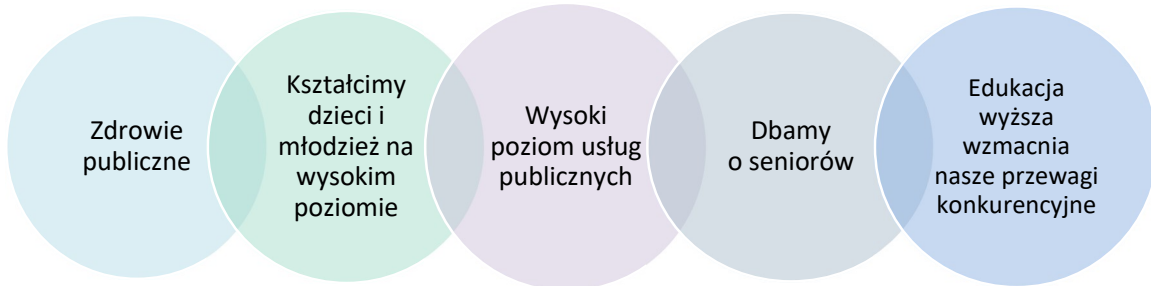 Zdrowie
publiczne
Kształcimy
dzieci i
młodzież na
wysokim
poziomie
Wysoki
poziom usług
publicznych
Dbamy
o seniorów
Edukacja
wyższa
wzmacnia
nasze przewagi
konkurencyjne